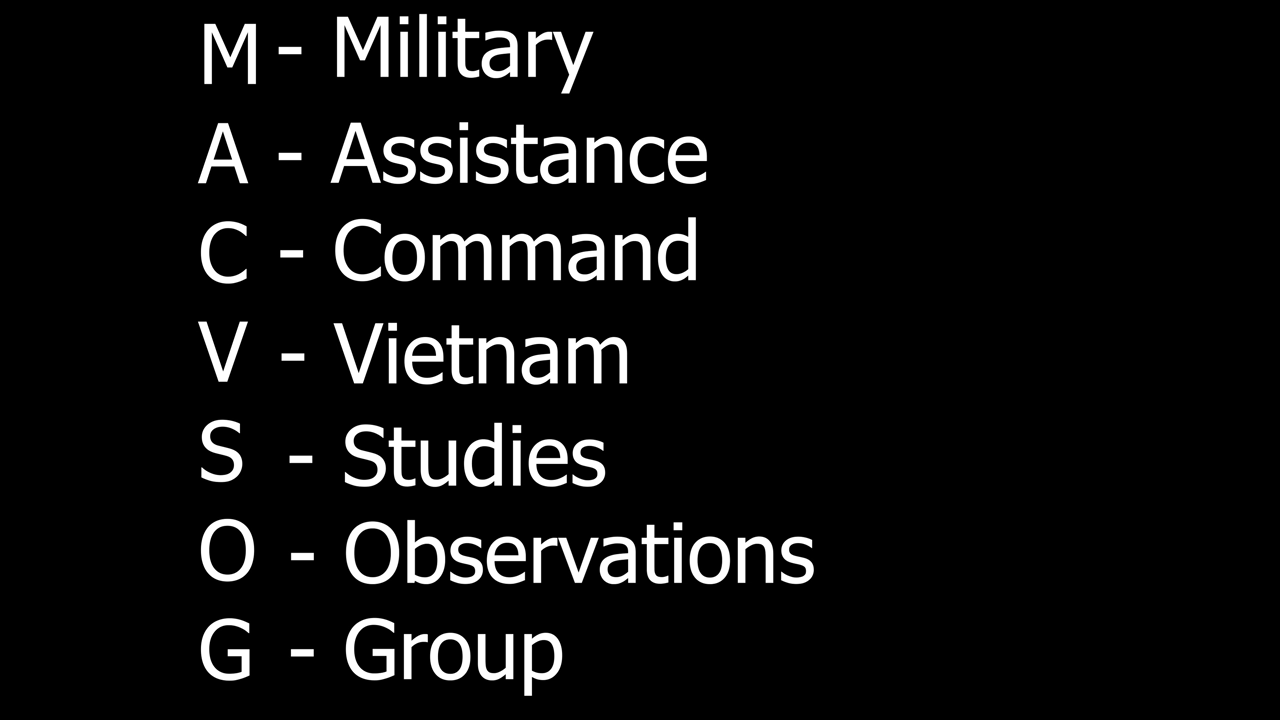 M - Military
A - Assistance
C - Command
V - Vietnam
S - Studies
O - Observations
G - Group